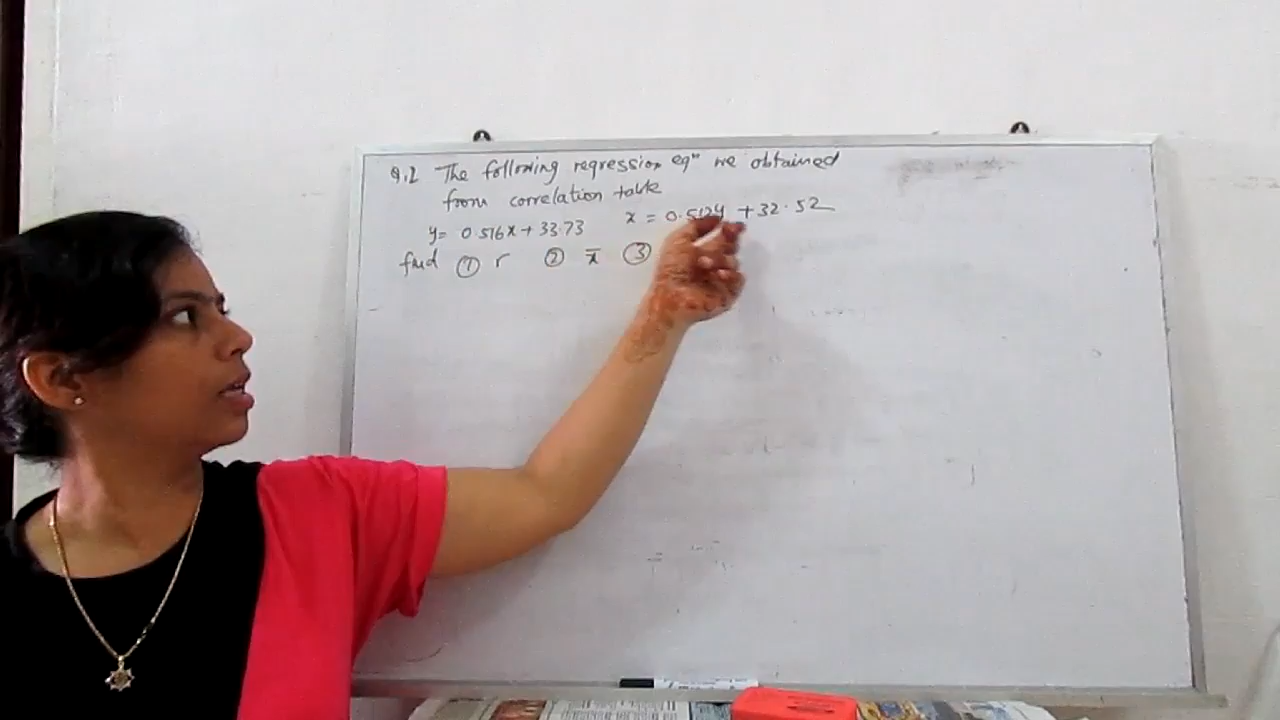 Q.2 The following regression eqⁿ we obtained
from correlation table
y= 0.516x + 33.73 x = 0.512y + 32.52
find ① r ② x̄ ③